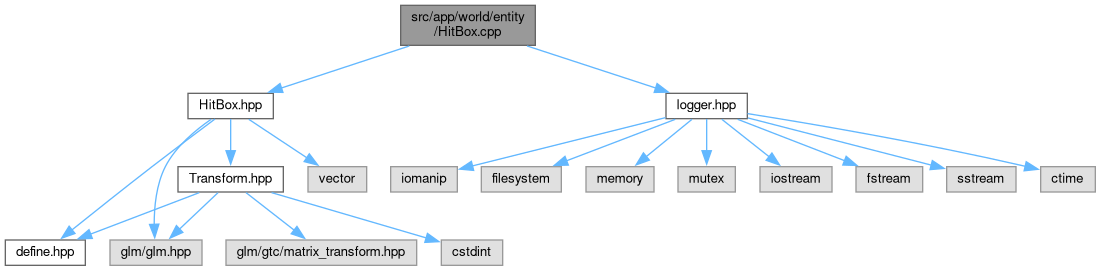 src/app/world/entity
/HitBox.cpp
HitBox.hpp
logger.hpp
Transform.hpp
vector
iomanip
filesystem
memory
mutex
iostream
fstream
sstream
ctime
define.hpp
glm/glm.hpp
glm/gtc/matrix_transform.hpp
cstdint